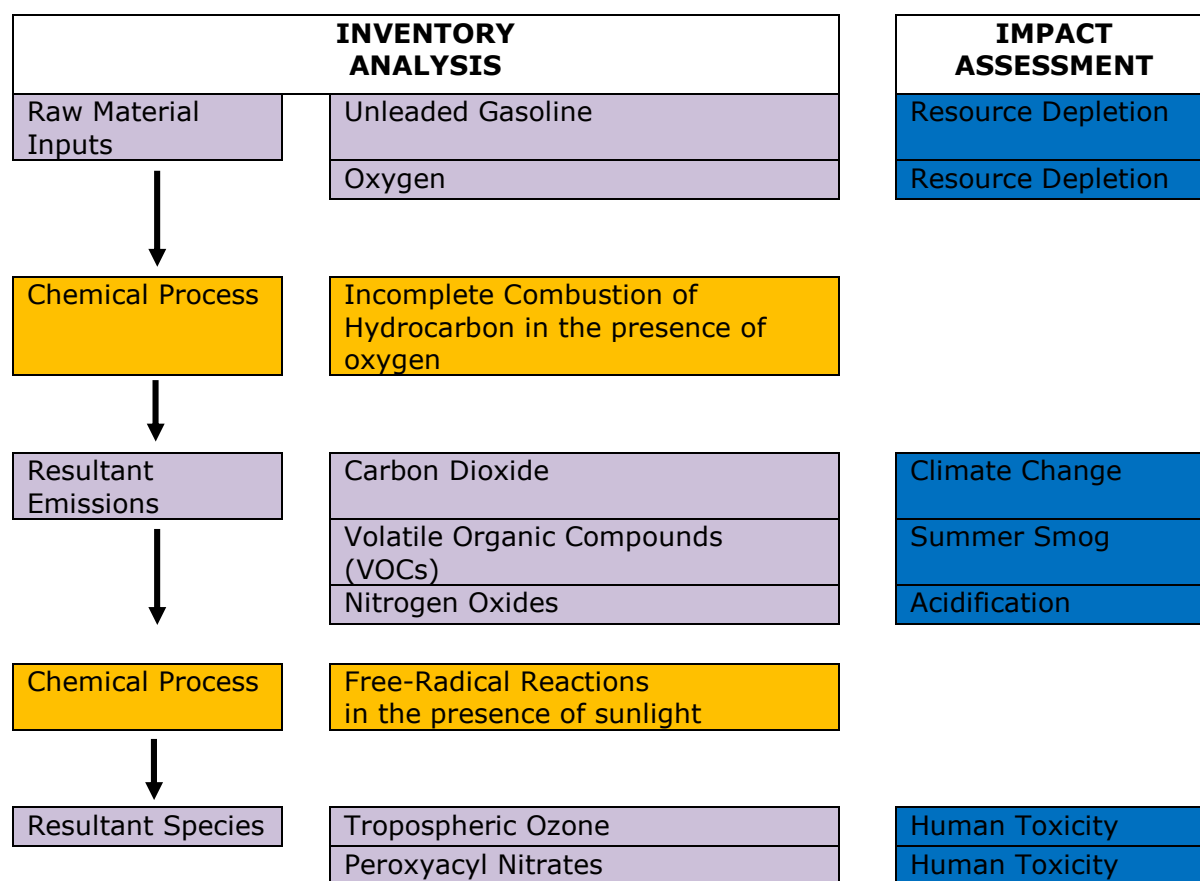 INVENTORY
ANALYSIS
IMPACT
ASSESSMENT
Raw Material
Inputs
Unleaded Gasoline
Resource Depletion
Oxygen
Resource Depletion
Chemical Process
Incomplete Combustion of
Hydrocarbon in the presence of
oxygen
Resultant
Emissions
Carbon Dioxide
Climate Change
Volatile Organic Compounds
(VOCs)
Summer Smog
Nitrogen Oxides
Acidification
Chemical Process
Free-Radical Reactions
in the presence of sunlight
Resultant Species
Tropospheric Ozone
Human Toxicity
Peroxyacyl Nitrates
Human Toxicity